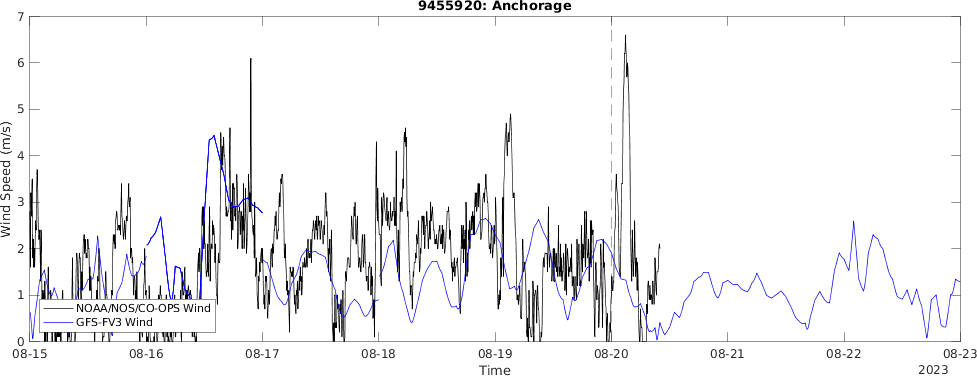 9455920: Anchorage
Wind Speed (m/s)
7
6
5
4
3
2
1
0
NOAA/NOS/CO-OPS Wind
GFS-FV3 Wind
08-15 08-16 08-17 08-18 08-19 08-20 08-21 08-22 08-23
Time
2023